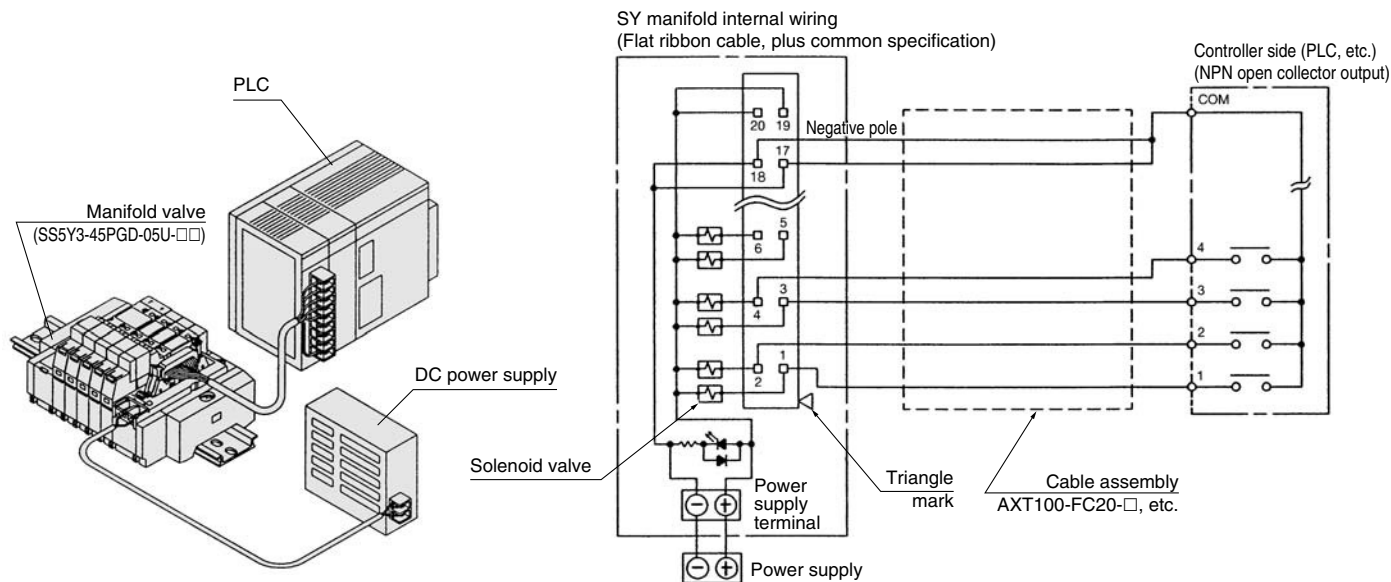 SY manifold internal wiring
(Flat ribbon cable, plus common specification)
Controller side (PLC, etc.)
(NPN open collector output)
PLC
COM
20 19
Negative pole
17
18
Manifold valve
(SS5Y3-45PGD-05U-□□)
5
6
4
3
4
3
2
1
2
1
DC power supply
Solenoid valve
Triangle
mark
Cable assembly
AXT100-FC20-□, etc.
Power
supply
terminal
− +
− + Power supply